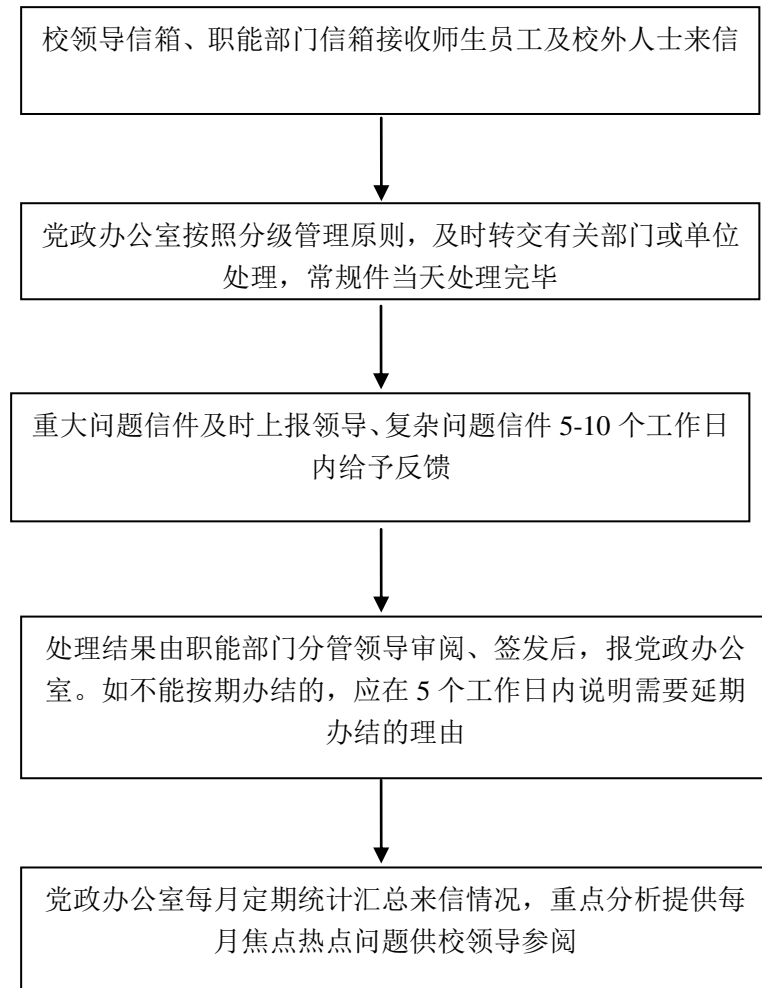 校领导信箱、职能部门信箱接收师生员工及校外人士来信
党政办公室按照分级管理原则，及时转交有关部门或单位
处理，常规件当天处理完毕
重大问题信件及时上报领导、复杂问题信件 5-10 个工作日
内给予反馈
处理结果由职能部门分管领导审阅、签发后，报党政办公
室。如不能按期办结的，应在 5 个工作日内说明需要延期
办结的理由
党政办公室每月定期统计汇总来信情况，重点分析提供每
月焦点热点问题供校领导参阅